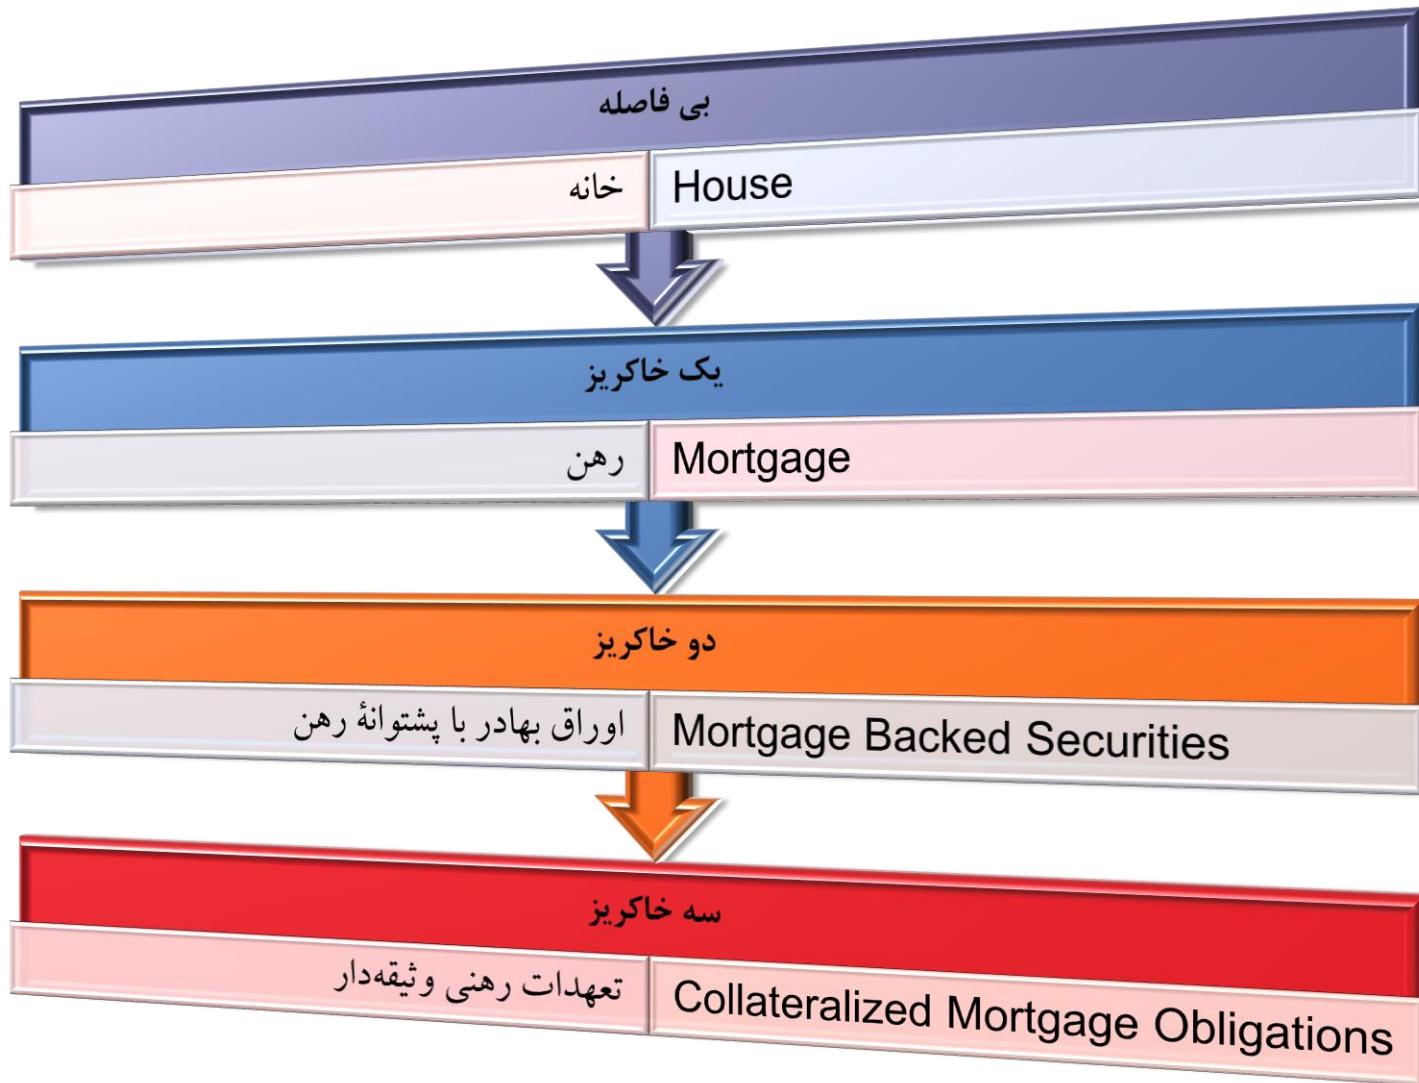 بی فاصله
خانه
House
یک خاکریز
رهن
Mortgage
دو خاکریز
اوراق بهادر با پشتوانهٔ رهن
Mortgage Backed Securities
سه خاکریز
تعهدات رهنی وثیقه‌دار
Collateralized Mortgage Obligations